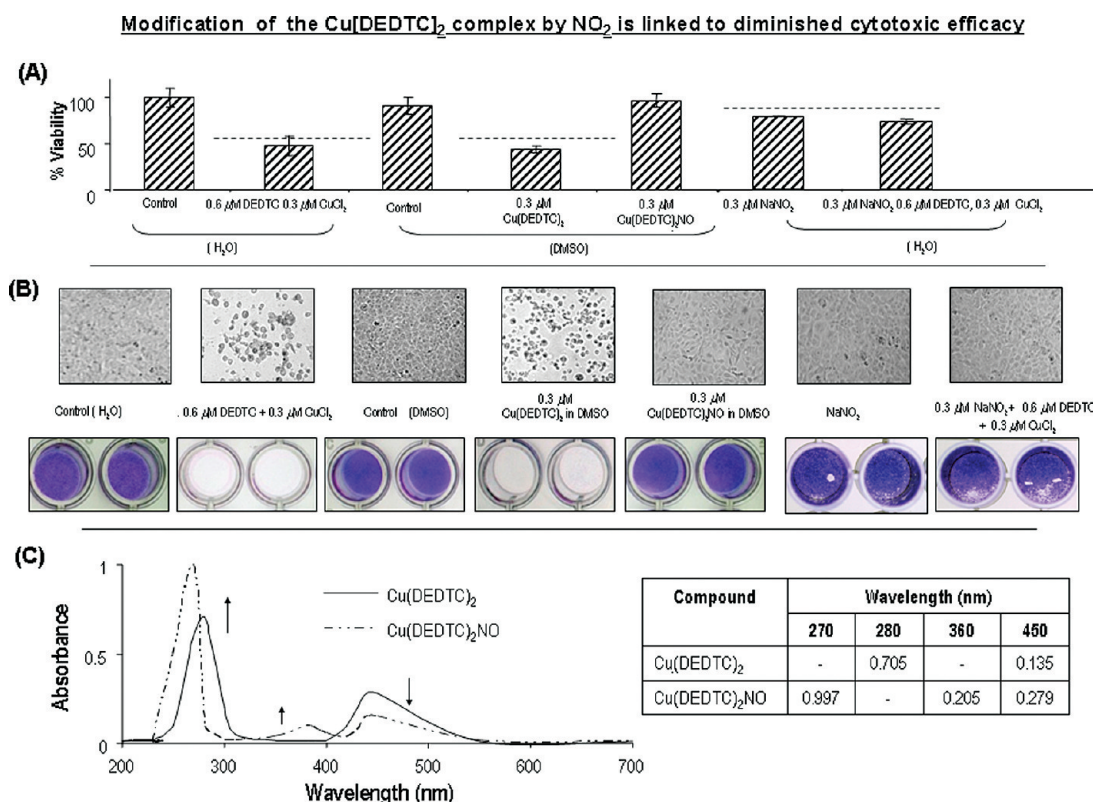 Modification of the Cu[DEDTC]2 complex by NO2 is linked to diminished cytotoxic efficacy
(A)
% Viability
100
50
0
Control
0.6 µM DEDTC 0.3 µM CuCl2
Control
0.3 µM
Cu(DEDTC)2
0.3 µM
Cu(DEDTC)2NO
0.3 µM NaNO2
0.3 µM NaNO2 0.6 µM DEDTC, 0.3 µM CuCl2
( H2O)
(DMSO)
( H2O)
(B)
Control ( H2O)
. 0.6 µM DEDTC + 0.3 µM CuCl2
Control (DMSO)
0.3 µM
Cu(DEDTC)2 in DMSO
0.3 µM
Cu(DEDTC)2NO in DMSO
NaNO2
0.3 µM NaNO2 + 0.6 µM DEDTC
+ 0.3 µM CuCl2
(C)
Absorbance
1
0.5
0
200 300 400 500 600 700
Wavelength (nm)
Cu(DEDTC)2
Cu(DEDTC)2NO
Compound Wavelength (nm)
270 280 360 450
Cu(DEDTC)2 - 0.705 - 0.135
Cu(DEDTC)2NO 0.997 - 0.205 0.279